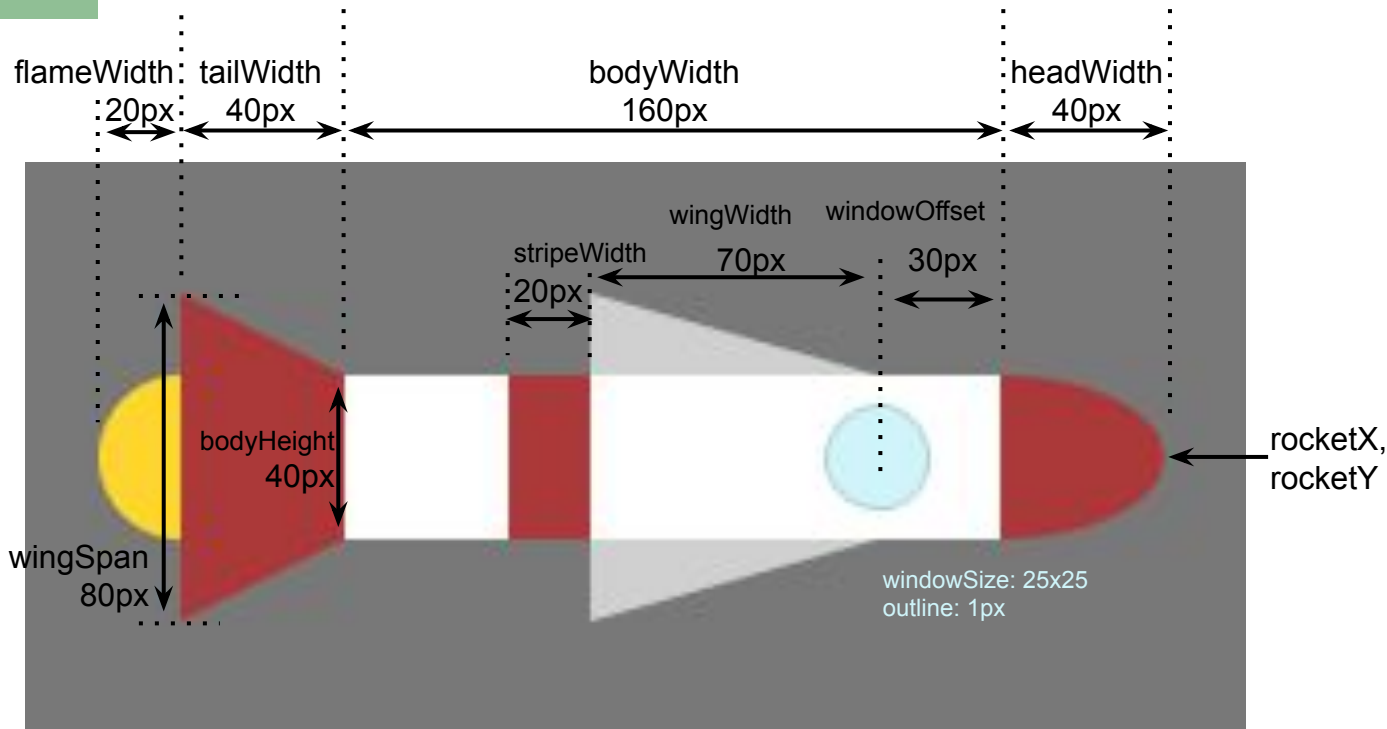 flameWidth
20px
tailWidth
40px
bodyWidth
160px
headWidth
40px
wingWidth
70px
windowOffset
30px
stripeWidth
20px
bodyHeight
40px
rocketX,
rocketY
wingSpan
80px
windowSize: 25x25
outline: 1px